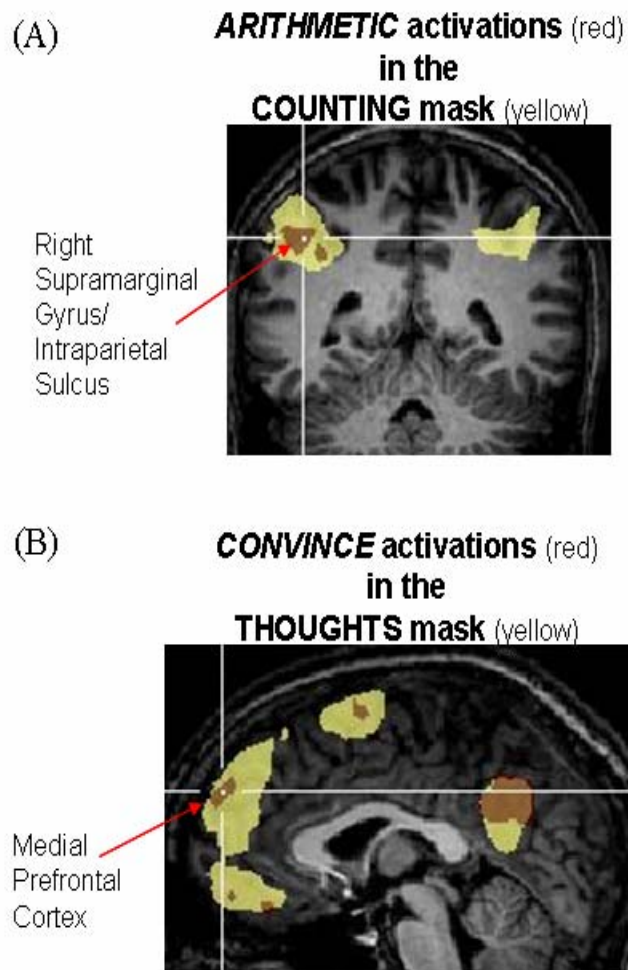 (A)
ARITHMETIC activations (red)
in the
COUNTING mask (yellow)
Right
Supramarginal
Gyrus/
Intraparietal
Sulcus
(B)
CONVINCE activations (red)
in the
THOUGHTS mask (yellow)
Medial
Prefrontal
Cortex